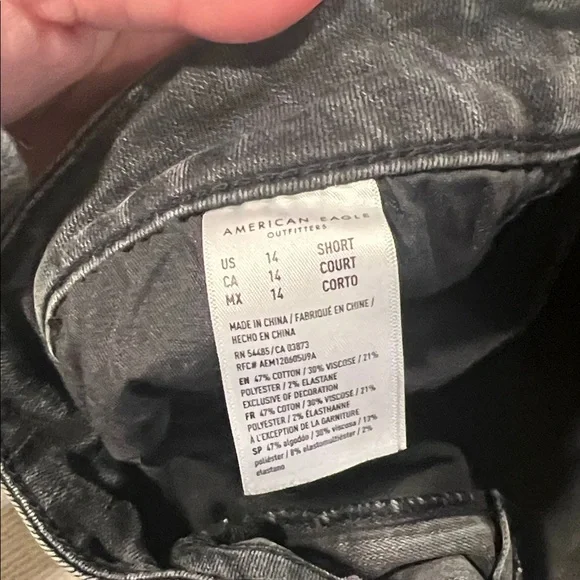 AMERICAN EAGLE
OUTFITTERS
US 14 SHORT
CA 14 COURT
MX 14 CORTO
MADE IN CHINA / FABRIQUÉ EN CHINE /
HECHO EN CHINA
RN 54485/CA 03873
RFC# AEM120605U9A
EN 47% COTTON / 30% VISCOSE / 21%
POLYESTER / 2% ELASTANE
EXCLUSIVE OF DECORATION
FR 47% COTON / 30% VISCOSE / 21%
POLYESTER / 2% ÉLASTHANNE
À L'EXCEPTION DE LA GARNITURE
SP 47% algodón / 30% viscosa / 13%
poliéster / 8% elastomultiéster / 2%
elastano